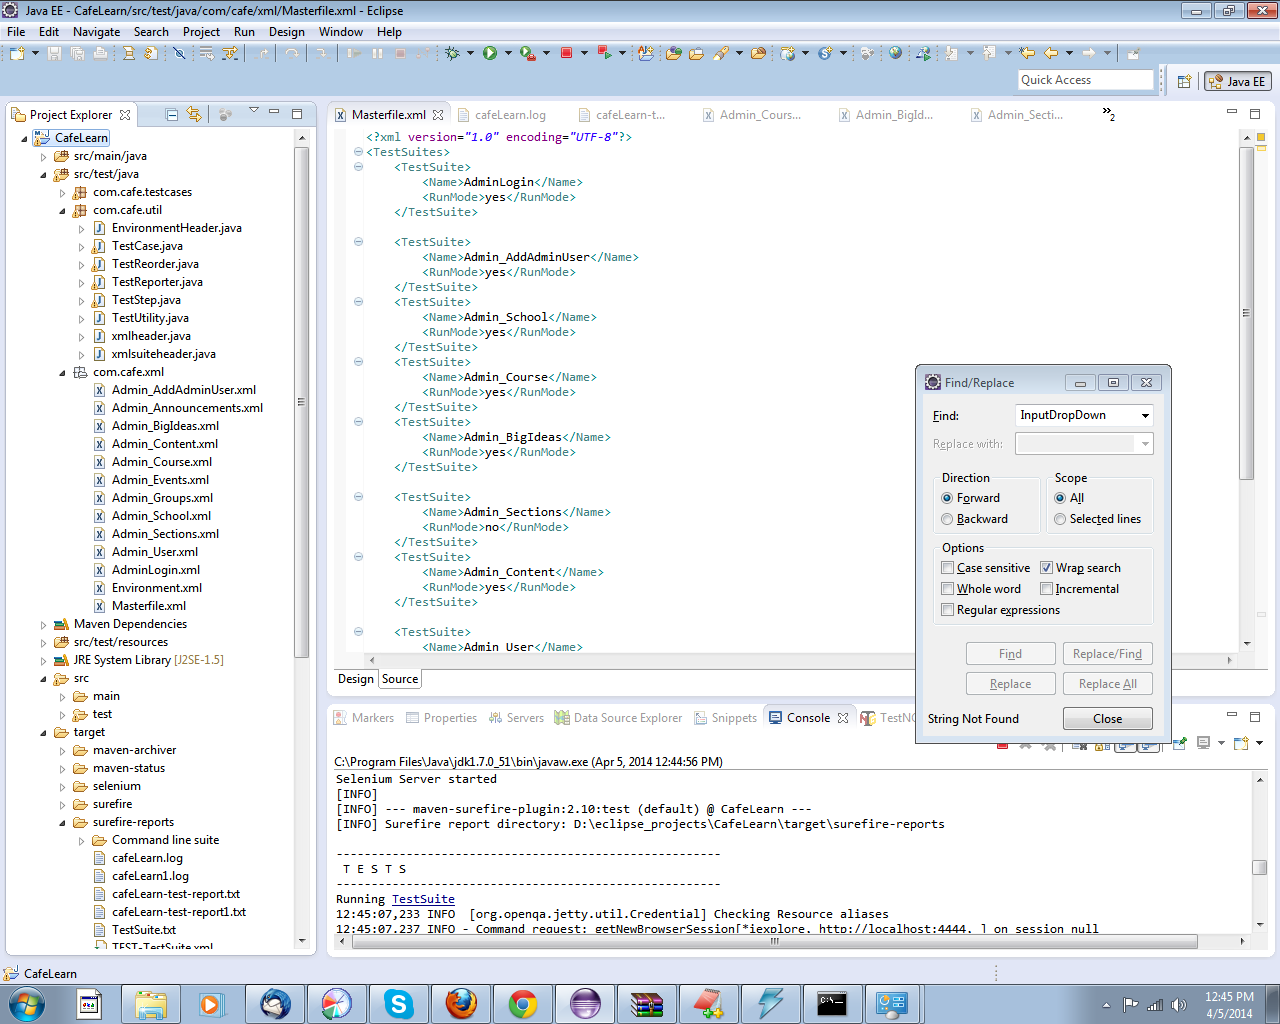 Java EE - CafeLearn/src/test/java/com/cafe/xml/Masterfile.xml - Eclipse
File Edit Navigate Search Project Run Design Window Help
Quick Access
Java EE
Project Explorer
CafeLearn
src/main/java
src/test/java
com.cafe.testcases
com.cafe.util
EnvironmentHeader.java
TestCase.java
TestReorder.java
TestReporter.java
TestStep.java
TestUtility.java
xmlheader.java
xmlsuiteheader.java
com.cafe.xml
Admin_AddAdminUser.xml
Admin_Announcements.xml
Admin_BigIdeas.xml
Admin_Content.xml
Admin_Course.xml
Admin_Events.xml
Admin_Groups.xml
Admin_School.xml
Admin_Sections.xml
Admin_User.xml
AdminLogin.xml
Environment.xml
Masterfile.xml
Maven Dependencies
src/test/resources
JRE System Library [J2SE-1.5]
src
main
test
target
maven-archiver
maven-status
selenium
surefire
surefire-reports
Command line suite
cafeLearn.log
cafeLearn1.log
cafeLearn-test-report.txt
cafeLearn-test-report1.txt
TestSuite.txt
TEST-TestSuite.xml
Masterfile.xml cafeLearn.log cafeLearn-t... Admin_Cours... Admin_BigId... Admin_Secti... »2
<?xml version="1.0" encoding="UTF-8"?>
<TestSuites>
<TestSuite>
<Name>AdminLogin</Name>
<RunMode>yes</RunMode>
</TestSuite>
<TestSuite>
<Name>Admin_AddAdminUser</Name>
<RunMode>yes</RunMode>
</TestSuite>
<TestSuite>
<Name>Admin_School</Name>
<RunMode>yes</RunMode>
</TestSuite>
<TestSuite>
<Name>Admin_Course</Name>
<RunMode>yes</RunMode>
</TestSuite>
<TestSuite>
<Name>Admin_BigIdeas</Name>
<RunMode>yes</RunMode>
</TestSuite>
<TestSuite>
<Name>Admin_Sections</Name>
<RunMode>no</RunMode>
</TestSuite>
<TestSuite>
<Name>Admin_Content</Name>
<RunMode>yes</RunMode>
</TestSuite>
<TestSuite>
<Name>Admin_User</Name>
Design Source
Find/Replace
Find: InputDropDown
Replace with:
Direction
Forward
Backward
Scope
All
Selected lines
Options
Case sensitive Wrap search
Whole word Incremental
Regular expressions
Find Replace/Find
Replace Replace All
String Not Found Close
Markers Properties Servers Data Source Explorer Snippets Console TestN
C:\Program Files\Java\jdk1.7.0_51\bin\javaw.exe (Apr 5, 2014 12:44:56 PM)
Selenium Server started
[INFO]
[INFO] --- maven-surefire-plugin:2.10:test (default) @ CafeLearn ---
[INFO] Surefire report directory: D:\eclipse_projects\CafeLearn\target\surefire-reports
-------------------------------------------------------
T E S T S
-------------------------------------------------------
Running TestSuite
12:45:07,233 INFO [org.openqa.jetty.util.Credential] Checking Resource aliases
12:45:07,237 INFO - Command request: getNewBrowserSession[*iexplore, http://localhost:4444, ] on session null
CafeLearn
12:45 PM
4/5/2014